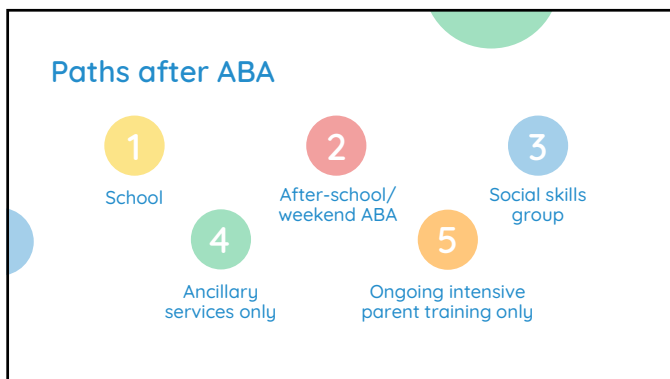 Paths after ABA
1
School
2
After-school/
weekend ABA
3
Social skills
group
4
Ancillary
services only
5
Ongoing intensive
parent training only